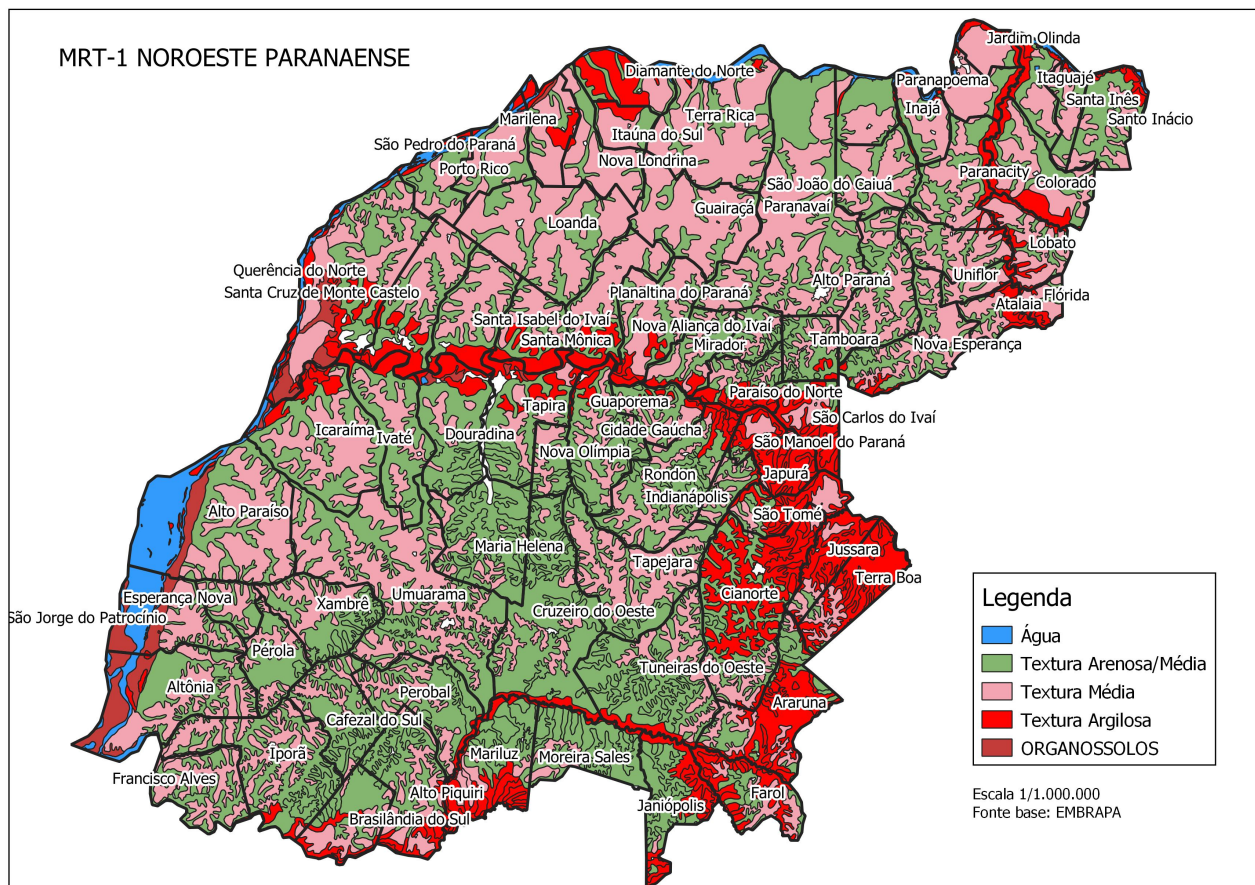 MRT-1 NOROESTE PARANAENSE
Jardim Olinda
Diamante do Norte
Paranapoema
Itaguajé
Inajá
Santa Inês
Terra Rica
Marilena
Santo Inácio
Itaúna do Sul
São Pedro do Paraná
Nova Londrina
Porto Rico
Paranacity
Colorado
São João do Caiuá
Guairaçá
Paranavaí
Loanda
Lobato
Querência do Norte
Uniflor
Alto Paraná
Santa Cruz de Monte Castelo
Planaltina do Paraná
Flórida
Atalaia
Santa Isabel do Ivaí
Nova Aliança do Ivaí
Santa Mônica
Mirador
Tamboara
Nova Esperança
Paraíso do Norte
Guaporema
Tapira
São Carlos do Ivaí
Icaraíma
Cidade Gaúcha
Ivaté
Douradina
São Manoel do Paraná
Nova Olímpia
Rondon
Japurá
Indianápolis
Alto Paraíso
São Tomé
Maria Helena
Jussara
Tapejara
Terra Boa
Umuarama
Cianorte
Esperança Nova
Xambrê
Cruzeiro do Oeste
São Jorge do Patrocínio
Pérola
Tuneiras do Oeste
Altônia
Perobal
Araruna
Cafezal do Sul
Iporã
Mariluz
Moreira Sales
Francisco Alves
Alto Piquiri
Farol
Janiópolis
Brasilândia do Sul
Legenda
Água
Textura Arenosa/Média
Textura Média
Textura Argilosa
ORGANOSSOLOS
Escala 1/1.000.000
Fonte base: EMBRAPA